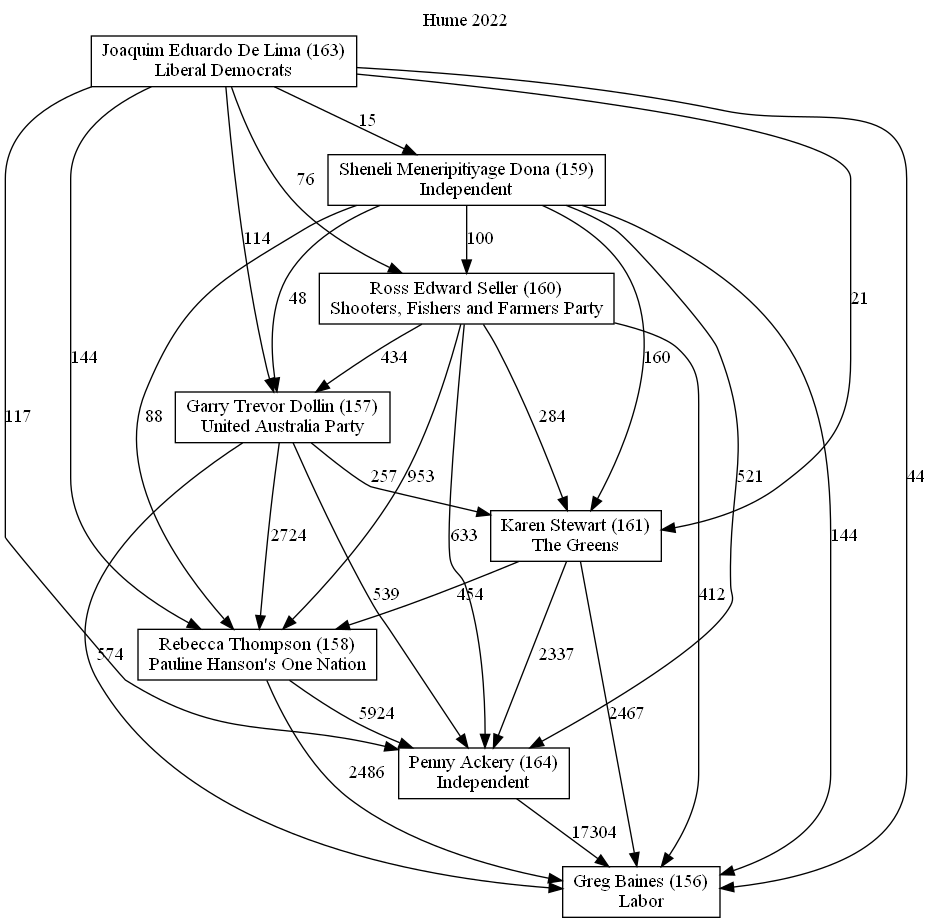 Hume 2022
Joaquim Eduardo De Lima (163)
Liberal Democrats
15
Sheneli Meneripitiyage Dona (159)
Independent
76
114
100
48
21
Ross Edward Seller (160)
Shooters, Fishers and Farmers Party
144
434
160
117
Garry Trevor Dollin (157)
United Australia Party
88
284
257
953
521
44
Karen Stewart (161)
The Greens
2724
633
144
539
454
412
Rebecca Thompson (158)
Pauline Hanson's One Nation
574
2337
5924
2467
Penny Ackery (164)
Independent
2486
17304
Greg Baines (156)
Labor